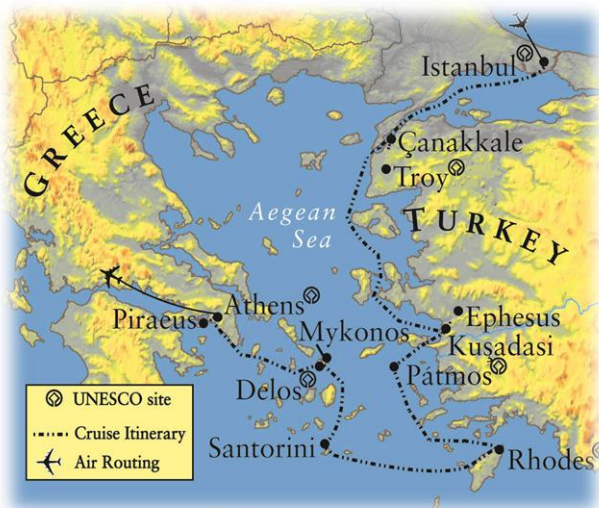 Istanbul
GREECE
Çanakkale
Troy
Aegean
Sea
TURKEY
Athens
Piraeus
Ephesus
Mykonos
Kusadasi
Delos
Patmos
Santorini
Rhodes
UNESCO site
Cruise Itinerary
Air Routing